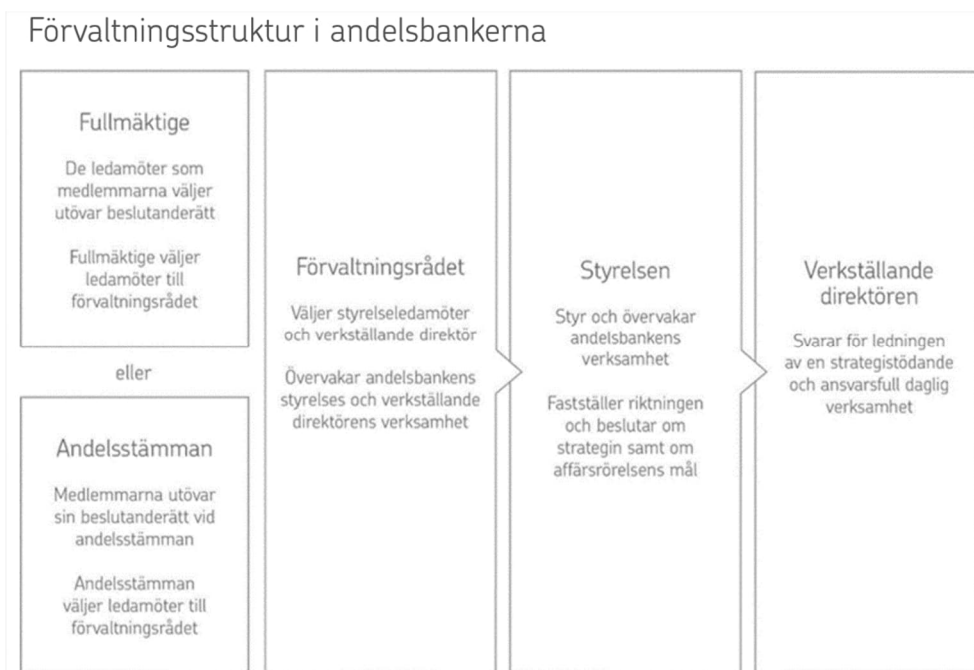 Förvaltningsstruktur i andelsbankerna
Fullmäktige
De ledamöter som
medlemmarna väljer
utövar beslutanderätt
Fullmäktige väljer
ledamöter till
förvaltningsrådet
eller
Andelsstämman
Medlemmarna utövar
sin beslutanderätt vid
andelsstämman
Andelsstämman
väljer ledamöter till
förvaltningsrådet
Förvaltningsrådet
Väljer styrelseledamöter
och verkställande direktör
Övervakar andelsbankens
styrelses och verkställande
direktörens verksamhet
Styrelsen
Styr och övervakar
andelsbankens
verksamhet
Fastställer riktningen
och beslutar om
strategin samt om
affärsrörelsens mål
Verkställande
direktören
Svarar för ledningen
av en strategistödande
och ansvarsfull daglig
verksamhet